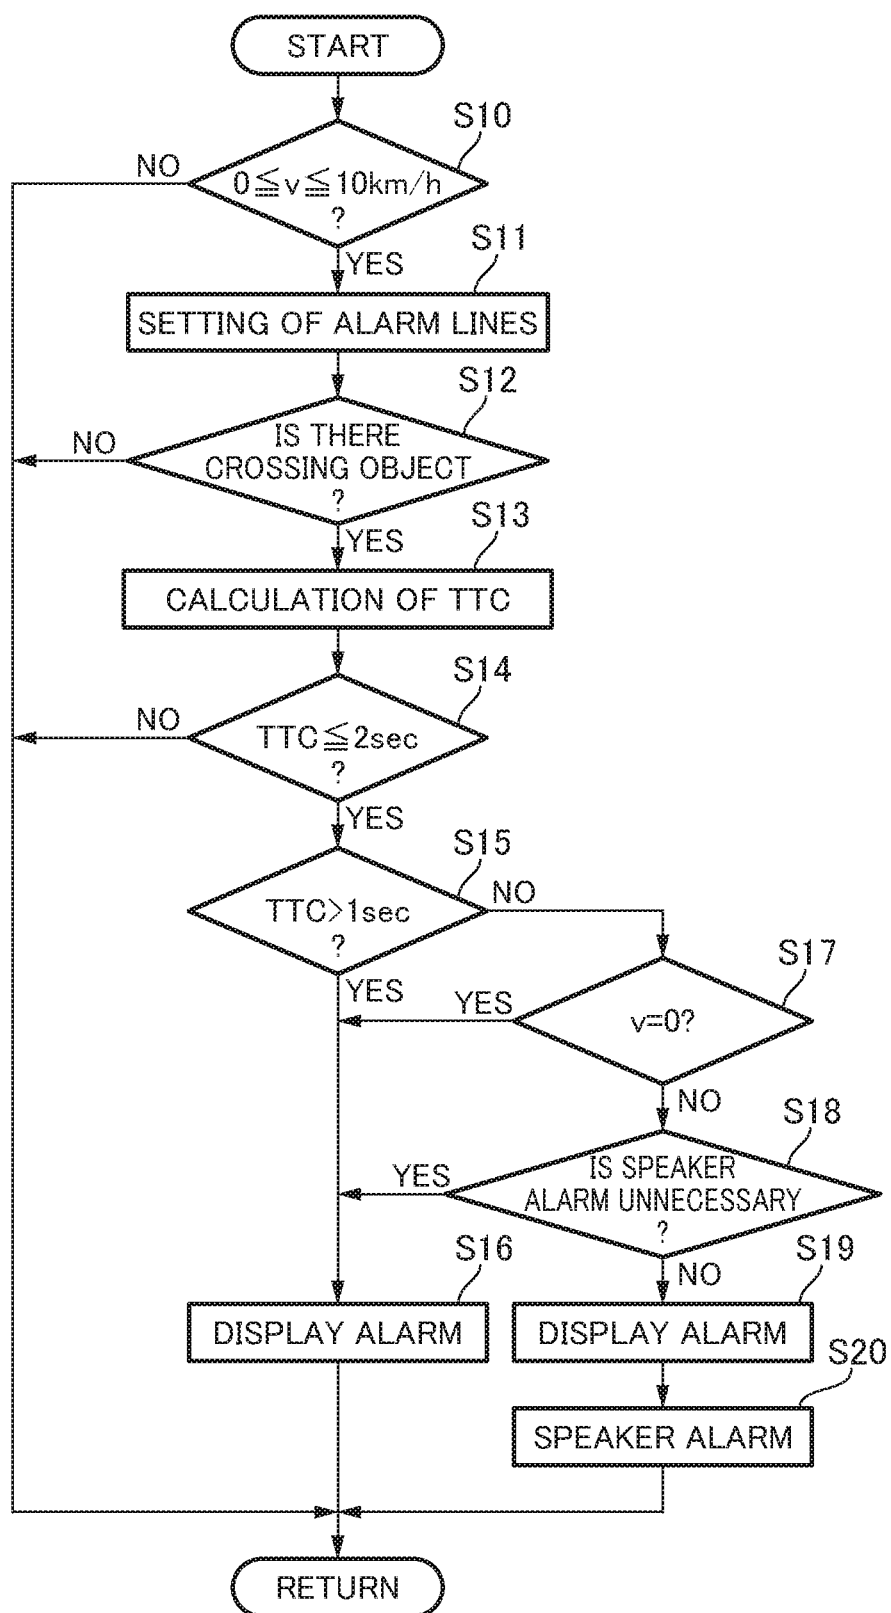 START
S10
NO
0≦v≦10km/h
?
YES
S11
SETTING OF ALARM LINES
S12
NO
IS THERE
CROSSING OBJECT
?
YES
S13
CALCULATION OF TTC
S14
NO
TTC≦2sec
?
YES
S15
NO
TTC>1sec
?
YES
S17
YES
v=0?
NO
S18
YES
IS SPEAKER
ALARM UNNECESSARY
?
NO
S16
DISPLAY ALARM
S19
DISPLAY ALARM
S20
SPEAKER ALARM
RETURN